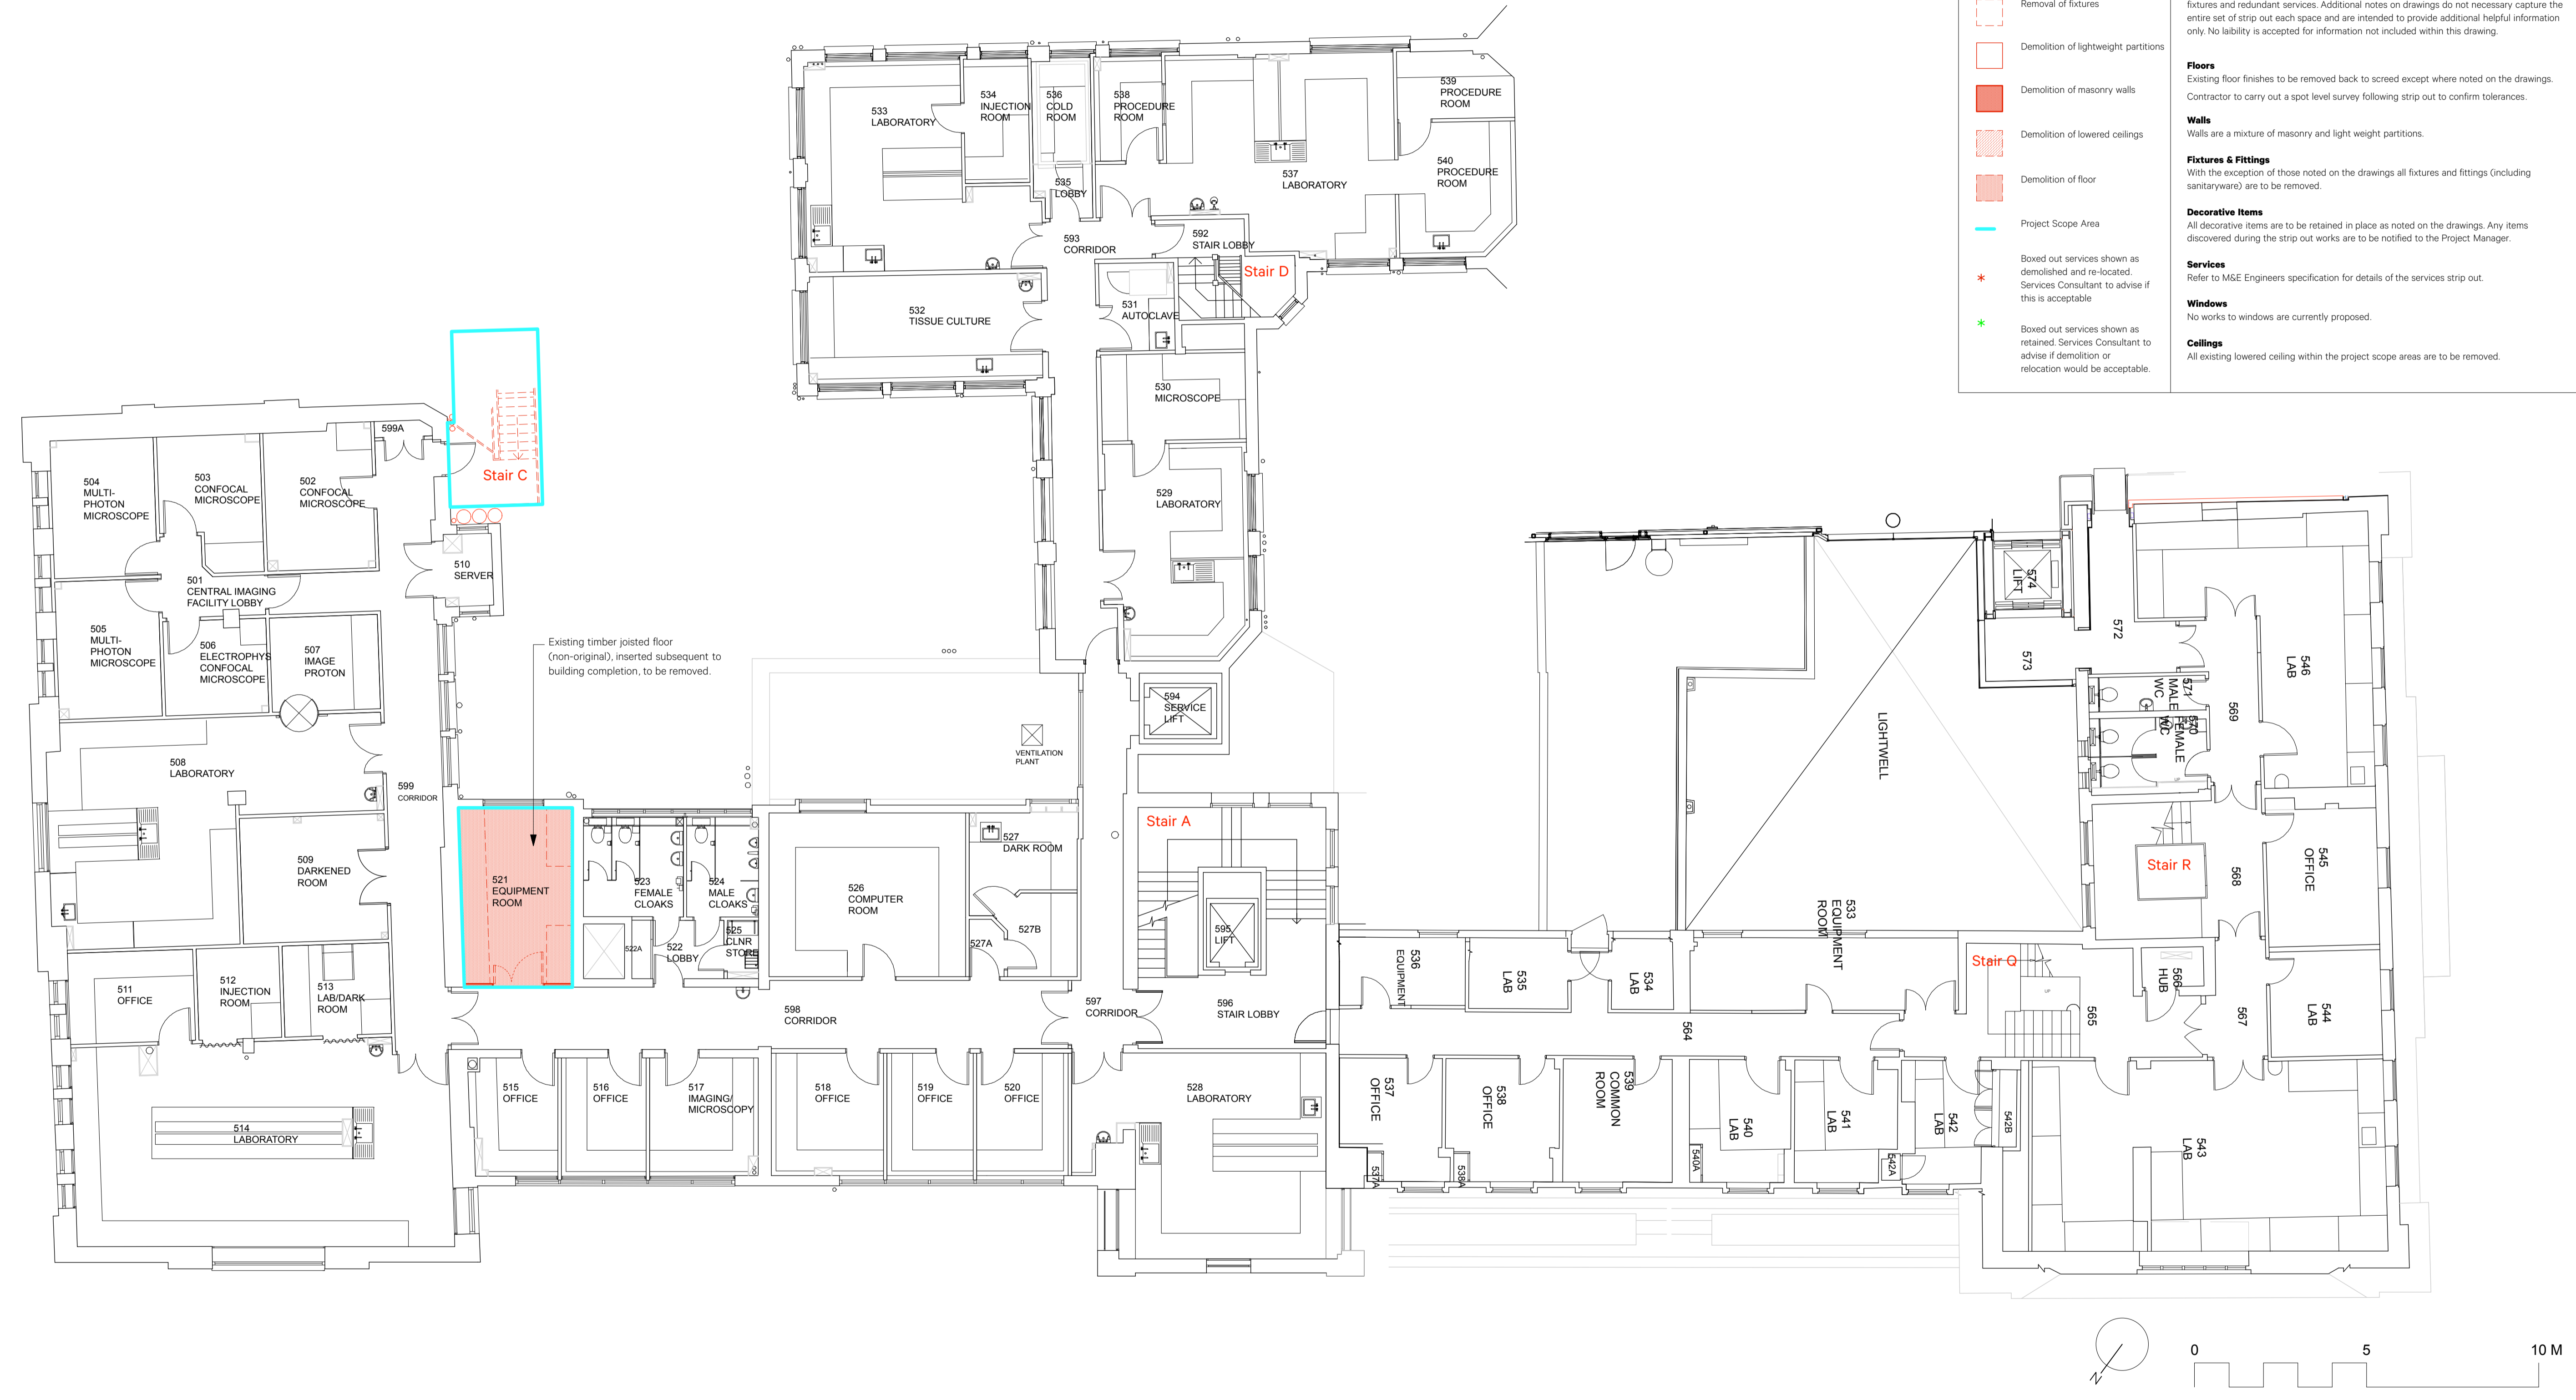 Removal of fixtures
Demolition of lightweight partitions
Demolition of masonry walls
Demolition of lowered ceilings
Demolition of floor
Project Scope Area
*
Boxed out services shown as
demolished and re-located.
Services Consultant to advise if
this is acceptable
*
Boxed out services shown as
retained. Services Consultant to
advise if demolition or
relocation would be acceptable.
fixtures and redundant services. Additional notes on drawings do not necessary capture the
entire set of strip out each space and are intended to provide additional helpful information
only. No laibility is accepted for information not included within this drawing.
Floors
Existing floor finishes to be removed back to screed except where noted on the drawings.
Contractor to carry out a spot level survey following strip out to confirm tolerances.
Walls
Walls are a mixture of masonry and light weight partitions.
Fixtures & Fittings
With the exception of those noted on the drawings all fixtures and fittings (including
sanitaryware) are to be removed.
Decorative Items
All decorative items are to be retained in place as noted on the drawings. Any items
discovered during the strip out works are to be notified to the Project Manager.
Services
Refer to M&E Engineers specification for details of the services strip out.
Windows
No works to windows are currently proposed.
Ceilings
All existing lowered ceiling within the project scope areas are to be removed.
533
LABORATORY
534
INJECTION
ROOM
536
COLD
ROOM
538
PROCEDURE
ROOM
539
PROCEDURE
ROOM
535
LOBBY
537
LABORATORY
540
PROCEDURE
ROOM
593
CORRIDOR
592
STAIR LOBBY
Stair D
532
TISSUE CULTURE
531
AUTOCLAVE
530
MICROSCOPE
529
LABORATORY
599A
Stair C
504
MULTI-
PHOTON
MICROSCOPE
503
CONFOCAL
MICROSCOPE
502
CONFOCAL
MICROSCOPE
510
SERVER
501
CENTRAL IMAGING
FACILITY LOBBY
505
MULTI-
PHOTON
MICROSCOPE
506
ELECTROPHYS
CONFOCAL
MICROSCOPE
507
IMAGE
PROTON
Existing timber joisted floor
(non-original), inserted subsequent to
building completion, to be removed.
594
SERVICE
LIFT
VENTILATION
PLANT
508
LABORATORY
599
CORRIDOR
509
DARKENED
ROOM
521
EQUIPMENT
ROOM
523
FEMALE
CLOAKS
524
MALE
CLOAKS
525
CLNR
STORE
522A
522
LOBBY
526
COMPUTER
ROOM
527
DARK ROOM
527A
527B
Stair A
595
LIFT
511
OFFICE
512
INJECTION
ROOM
513
LAB/DARK
ROOM
598
CORRIDOR
597
CORRIDOR
596
STAIR LOBBY
514
LABORATORY
515
OFFICE
516
OFFICE
517
IMAGING/
MICROSCOPY
518
OFFICE
519
OFFICE
520
OFFICE
528
LABORATORY
574
LIFT
572
573
546
LAB
571
MALE
WC
570
FEMALE
WC
UP
569
LIGHTWELL
545
OFFICE
Stair R
568
533
EQUIPMENT
ROOM
536
EQUIPMENT
535
LAB
534
LAB
Stair Q
UP
566
HUB
565
567
544
LAB
564
537
OFFICE
537A
538
OFFICE
538A
539
COMMON
ROOM
540
LAB
540A
541
LAB
542
LAB
542A
542B
543
LAB
N
0
5
10 M